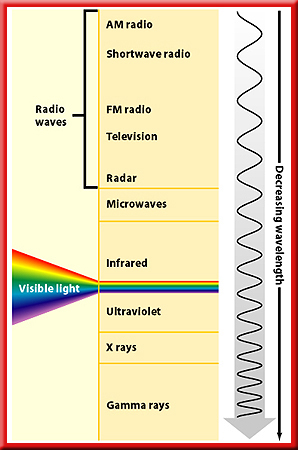 AM radio
Shortwave radio
Radio
waves
FM radio
Television
Radar
Microwaves
Infrared
Visible light
Ultraviolet
X rays
Gamma rays
Decreasing wavelength